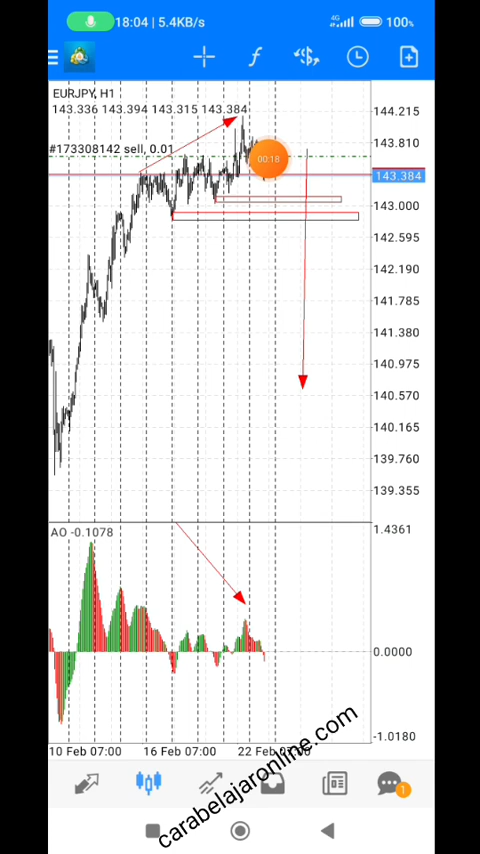 18:04 | 5.4KB/s
4G
100%
EURJPY, H1
143.336 143.394 143.315 143.384
#173308142 sell, 0.01
00:18
144.215
143.810
143.384
143.000
142.595
142.190
141.785
141.380
140.975
140.570
140.165
139.760
139.355
AO -0.1078
1.4361
0.0000
-1.0180
10 Feb 07:00
16 Feb 07:00
22 Feb 07:00
1
carabelajaronline.com